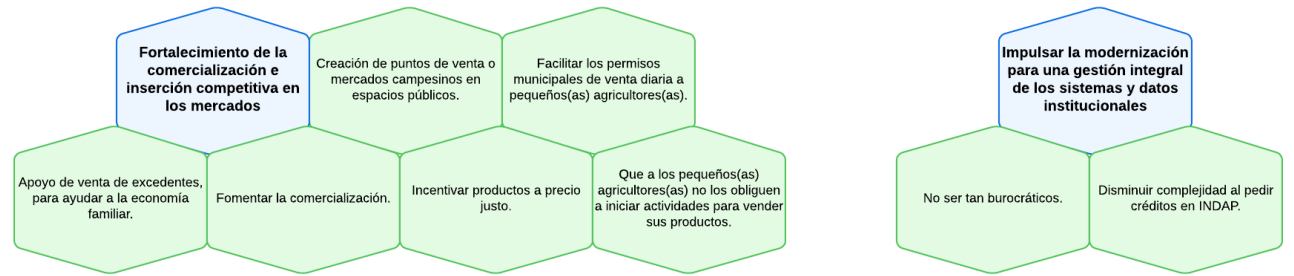 Fortalecimiento de la
comercialización e
inserción competitiva en
los mercados
Creación de puntos de venta o
mercados campesinos en
espacios públicos.
Facilitar los permisos
municipales de venta diaria a
pequeños(as) agricultores(as).
Apoyo de venta de excedentes,
para ayudar a la economía
familiar.
Fomentar la comercialización.
Incentivar productos a precio
justo.
Que a los pequeños(as)
agricultores(as) no los obliguen
a iniciar actividades para vender
sus productos.
Impulsar la modernización
para una gestión integral
de los sistemas y datos
institucionales
No ser tan burocráticos.
Disminuir complejidad al pedir
créditos en INDAP.